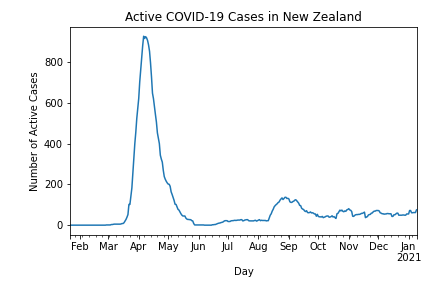 Active COVID-19 Cases in New Zealand
Number of Active Cases
800
600
400
200
0
Feb Mar Apr May Jun Jul Aug Sep Oct Nov Dec Jan
2021
Day